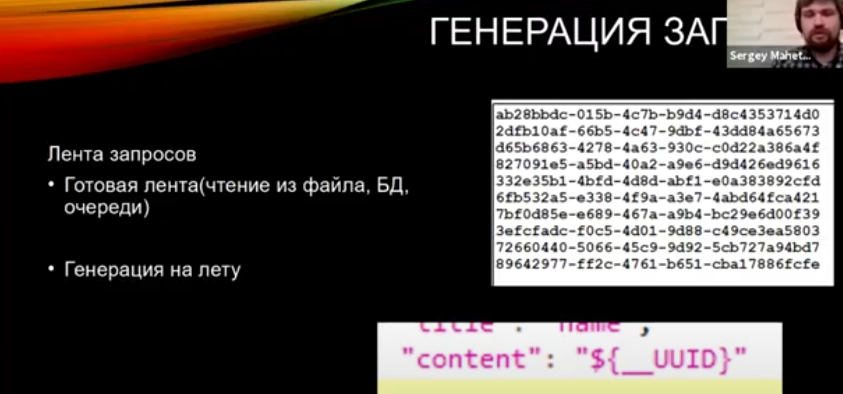 ГЕНЕРАЦИЯ ЗАП
Sergey Mahet...
Лента запросов
• Готовая лента(чтение из файла, БД,
очереди)
• Генерация на лету
ab28bbdc-015b-4c7b-b9d4-d8c4353714d0
2dfb10af-66b5-4c47-9dbf-43dd84a65673
d65b6863-4278-4a63-930c-c0d22a386a4f
827091e5-a5bd-40a2-a9e6-d9d426ed9616
332e35b1-4bfd-4d8d-abf1-e0a383892cfd
6fb532a5-e338-4f9a-a3e7-4abd64fca421
7bf0d85e-e689-467a-a9b4-bc29e6d00f39
3efcfadc-f0c5-4d01-9d88-c49ce3ea5803
72660440-5066-45c9-9d92-5cb727a94bd7
89642977-ff2c-4761-b651-cba17886fcfe
"title": "name",
"content": "${__UUID}"